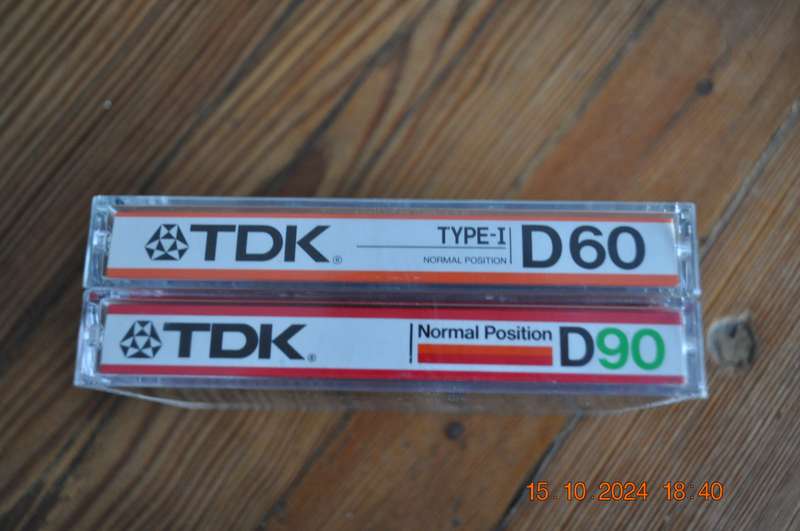 TDK® TYPE-I D60
NORMAL POSITION
TDK® Normal Position D90
15.10.2024 18:40